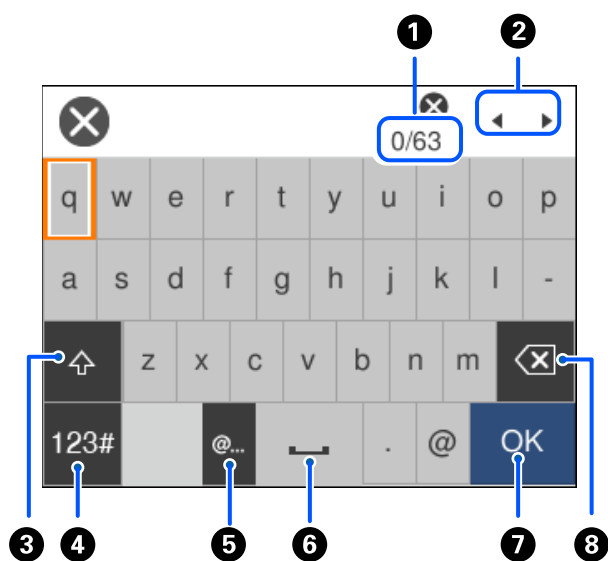 1 2
0/63
q w e r t y u i o p
a s d f g h j k l -
z x c v b n m
123# @... . @ OK
3 4 5 6 7 8